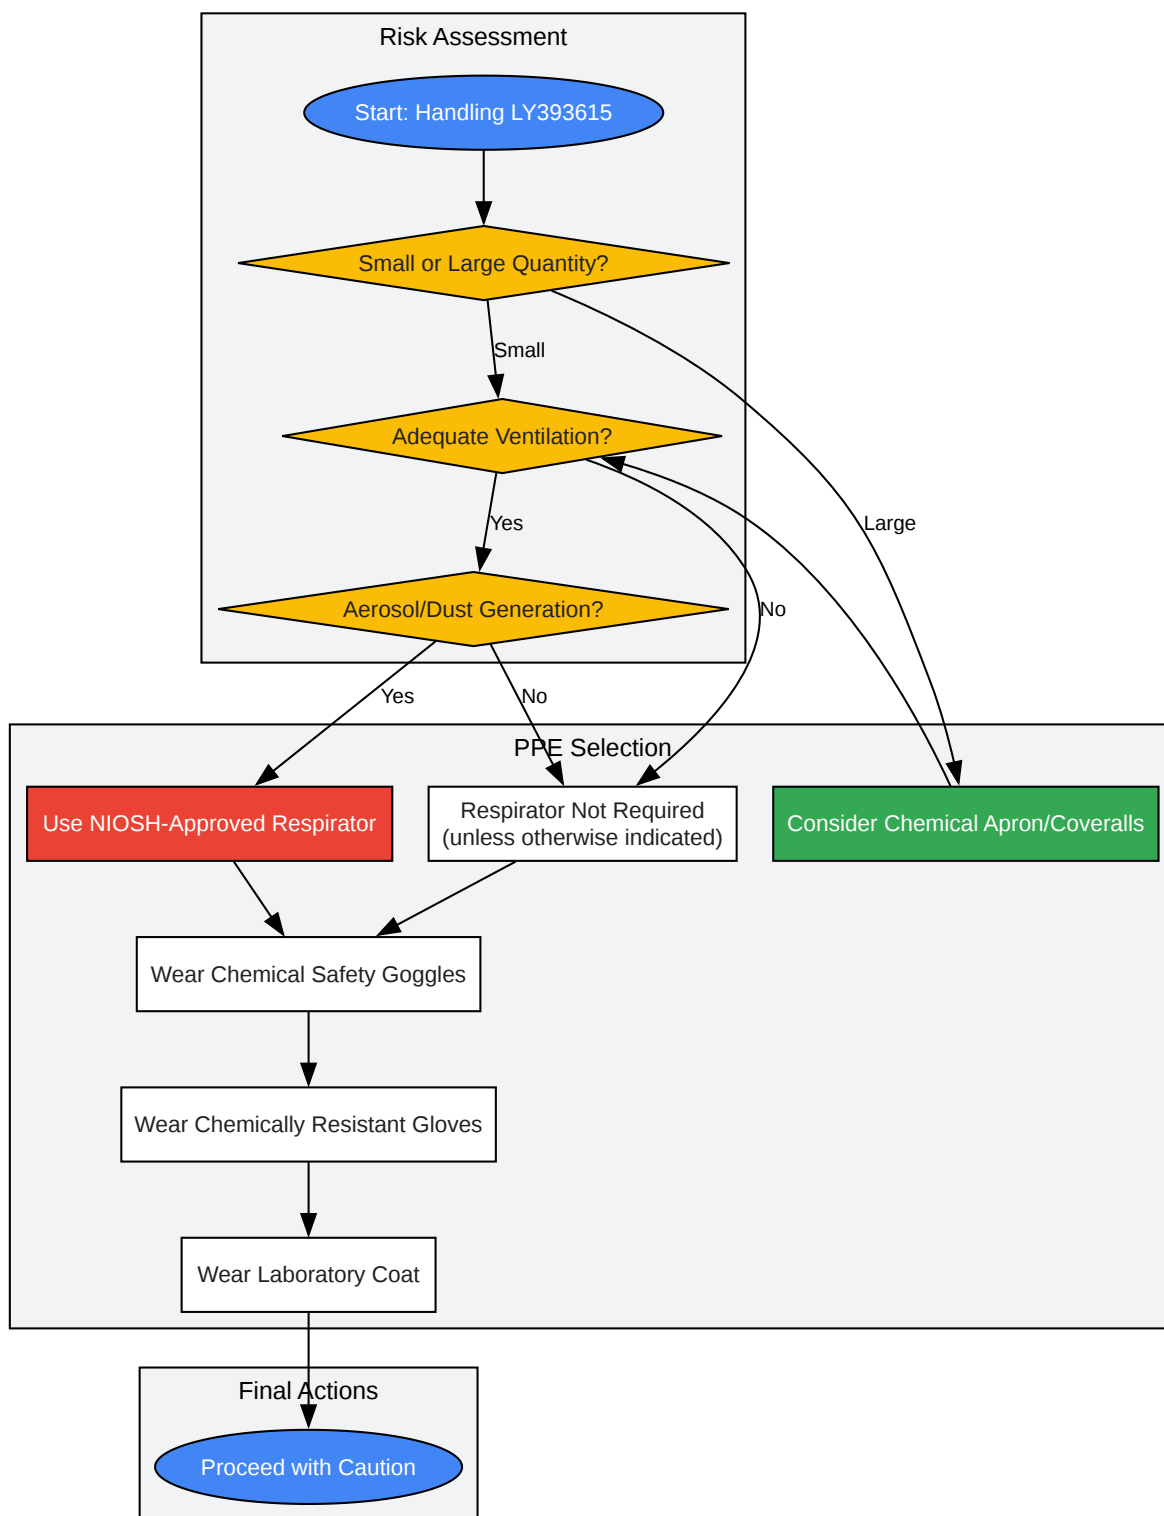 Risk Assessment
Start: Handling LY393615
Small or Large Quantity?
Small
Adequate Ventilation?
Yes
Large
Aerosol/Dust Generation?
No
Yes
No
PPE Selection
Use NIOSH-Approved Respirator
Respirator Not Required
(unless otherwise indicated)
Consider Chemical Apron/Coveralls
Wear Chemical Safety Goggles
Wear Chemically Resistant Gloves
Wear Laboratory Coat
Final Actions
Proceed with Caution